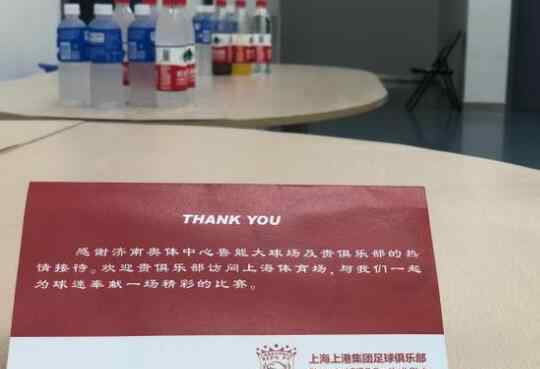 THANK YOU
感谢济南奥体中心鲁能大球场及贵俱乐部的热
情接待。欢迎贵俱乐部访问上海体育场，与我们一起
为球迷奉献一场精彩的比赛。
上海上港集团足球俱乐部